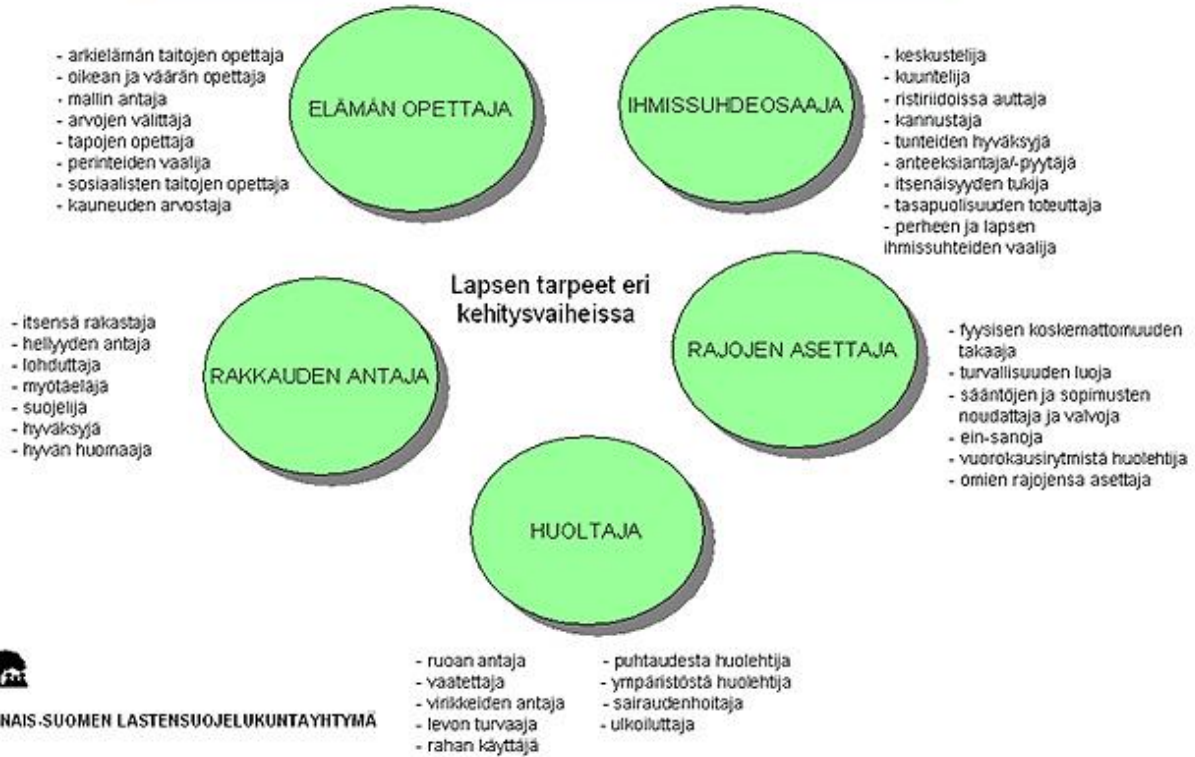 ELÄMÄN OPETTAJA
- arkielämän taitojen opettaja
- oikean ja väärän opettaja
- mallin antaja
- arvojen välittäjä
- tapojen opettaja
- perinteiden vaalija
- sosiaalisten taitojen opettaja
- kauneuden arvostaja
IHMISSUHDEOSAAJA
- keskustelija
- kuuntelija
- ristiriidoissa auttaja
- kannustaja
- tunteiden hyväksyjä
- anteeksiantaja/-pyytäjä
- itsenäisyyden tukija
- tasapuolisuuden toteuttaja
- perheen ja lapsen
ihmissuhteiden vaalija
Lapsen tarpeet eri
kehitysvaiheissa
RAKKAUDEN ANTAJA
- itsensä rakastaja
- hellyyden antaja
- lohduttaja
- myötäeläjä
- suojelija
- hyväksyjä
- hyvän huomaaja
RAJOJEN ASETTAJA
- fyysisen koskemattomuuden
takaaja
- turvallisuuden luoja
- sääntöjen ja sopimusten
noudattaja ja valvoja
- ein-sanoja
- vuorokausirytmistä huolehtija
- omien rajojensa asettaja
HUOLTAJA
- ruoan antaja
- vaatettaja
- virikkeiden antaja
- levon turvaaja
- rahan käyttäjä
- puhtaudesta huolehtija
- ympäristöstä huolehtija
- sairaudenhoitaja
- ulkoiluttaja
NAIS-SUOMEN LASTENSUOJELUKUNTAYHTYMÄ